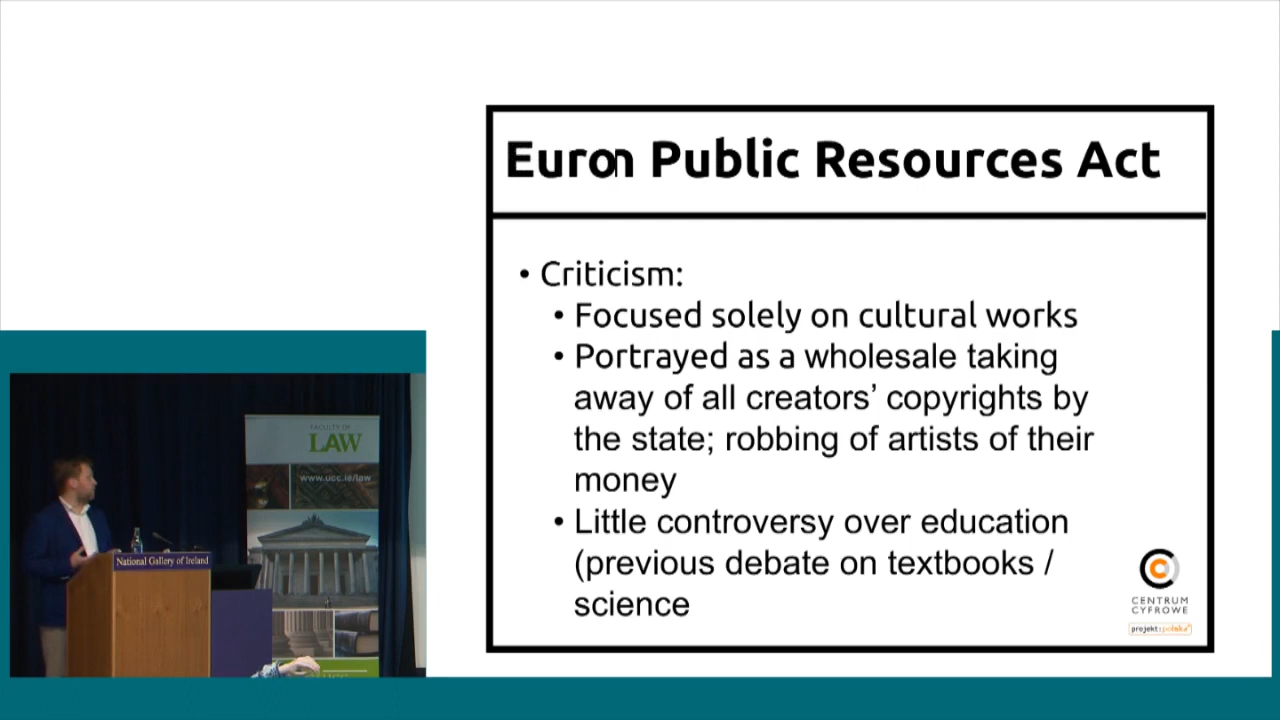 Euron Public Resources Act
• Criticism:
• Focused solely on cultural works
• Portrayed as a wholesale taking
away of all creators’ copyrights by
the state; robbing of artists of their
money
• Little controversy over education
(previous debate on textbooks /
science
CENTRUM
CYFROWE
projekt: polska
FACULTY OF
LAW
www.ucc.ie/law
National Gallery of Ireland